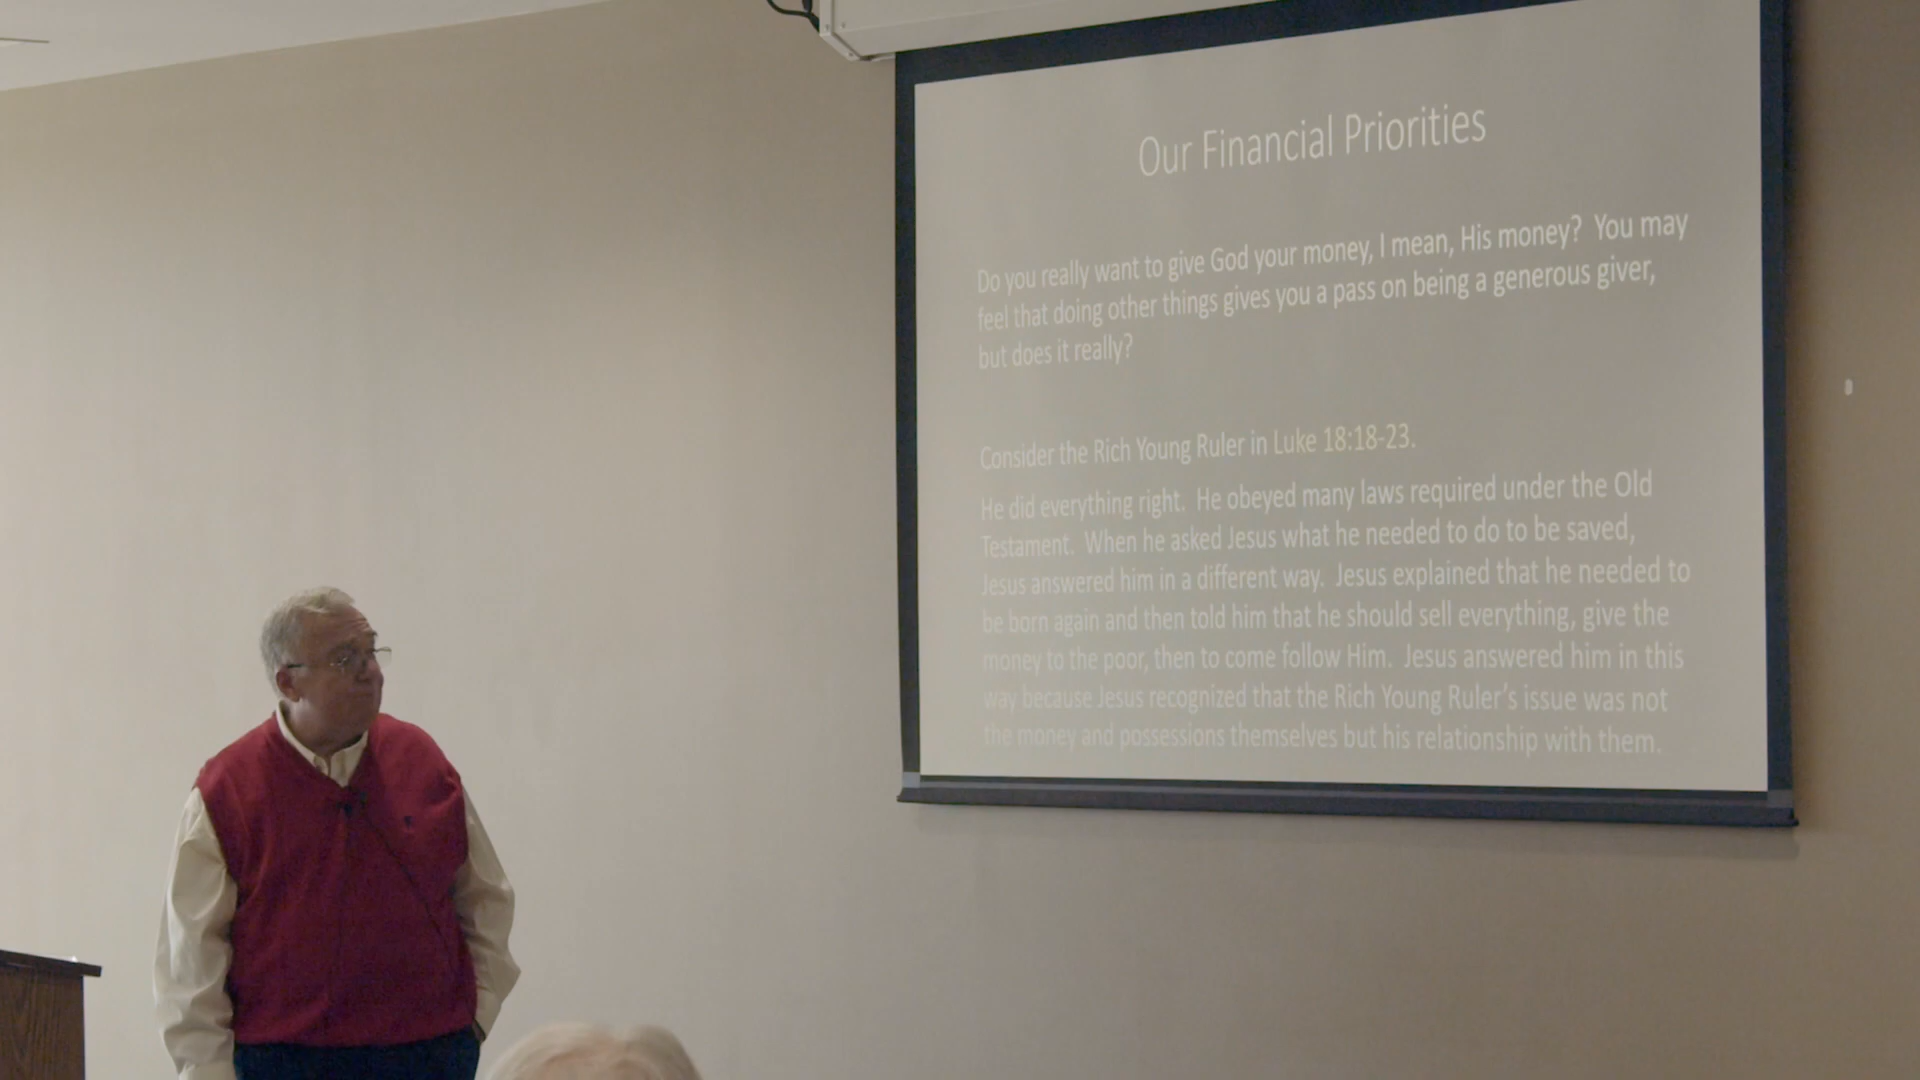 Our Financial Priorities
Do you really want to give God your money, I mean, His money?  You may
feel that doing other things gives you a pass on being a generous giver,
but does it really?
Consider the Rich Young Ruler in Luke 18:18-23.
He did everything right.  He obeyed many laws required under the Old
Testament.  When he asked Jesus what he needed to do to be saved,
Jesus answered him in a different way.  Jesus explained that he needed to
be born again and then told him that he should sell everything, give the
money to the poor, then to come follow Him.  Jesus answered him in this
way because Jesus recognized that the Rich Young Ruler's issue was not
the money and possessions themselves but his relationship with them.